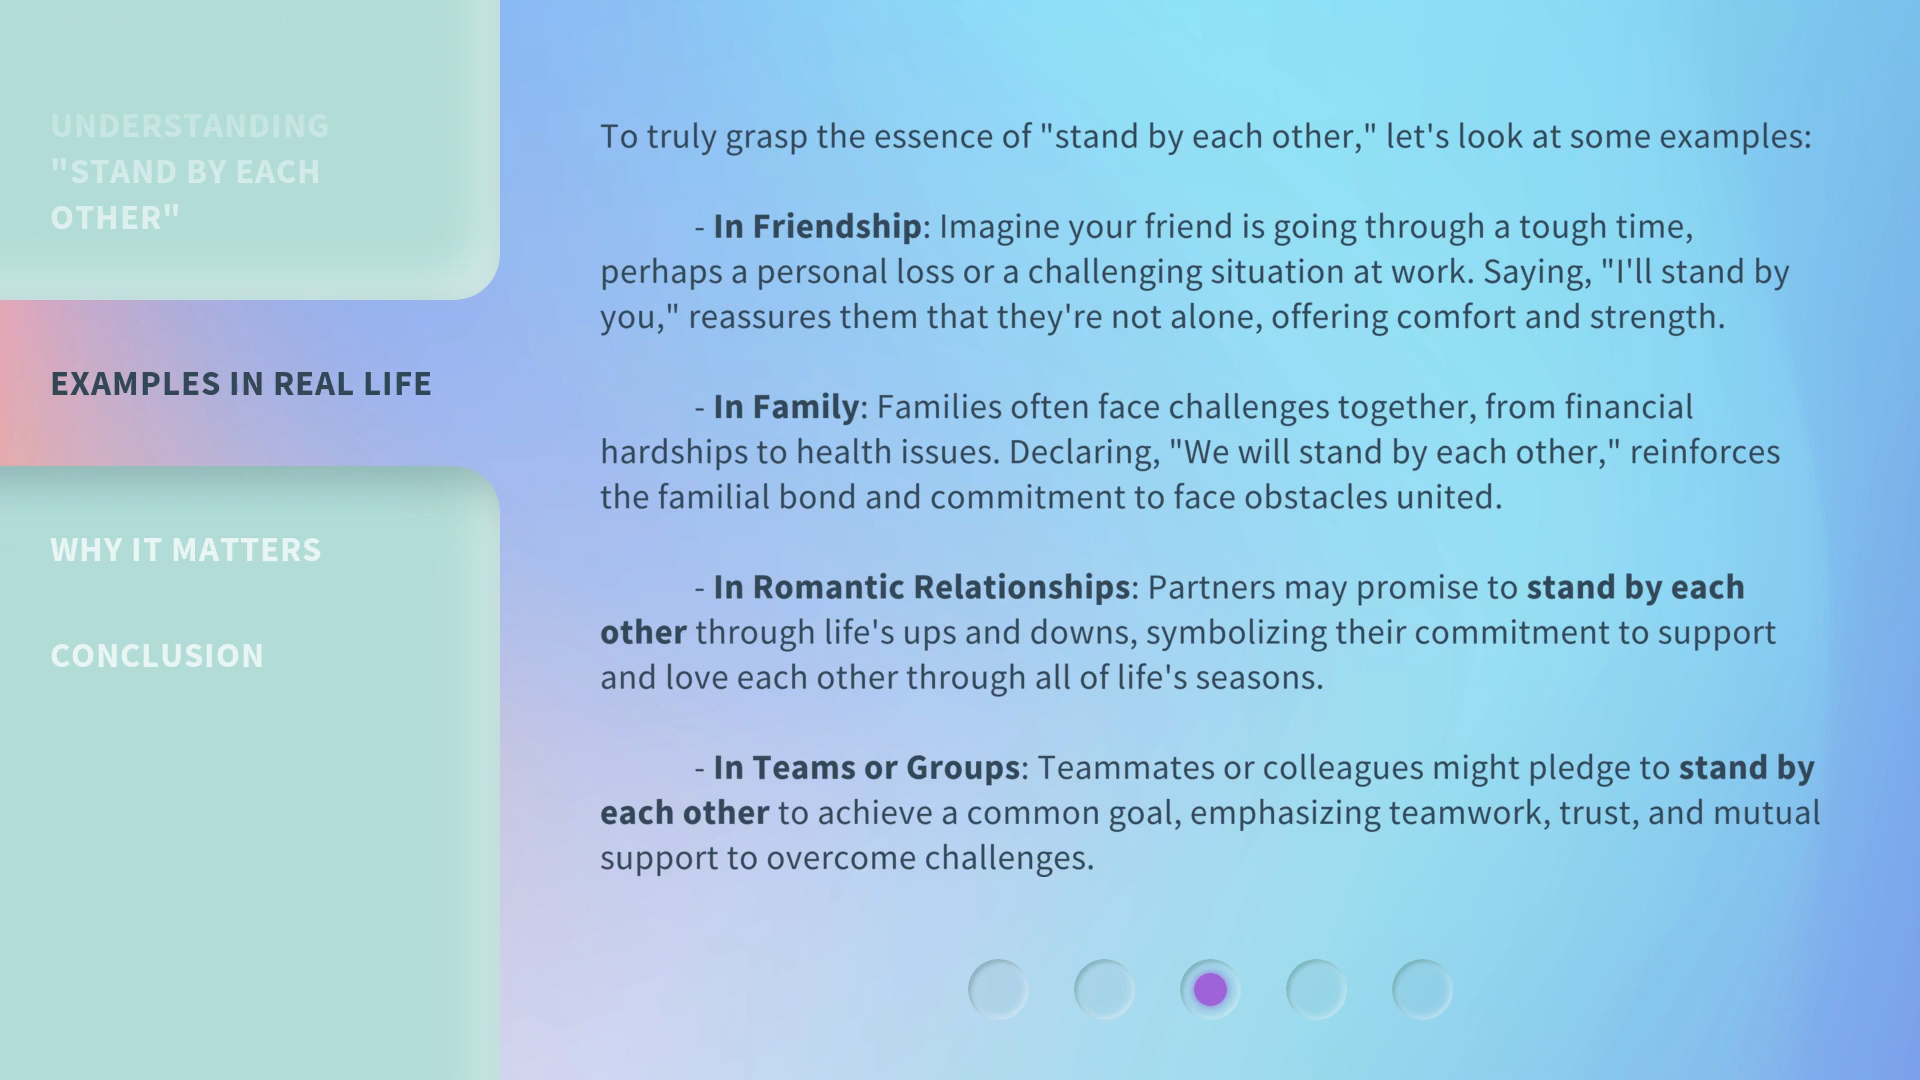 INTRODUCTION
UNDERSTANDING
"STAND BY EACH
OTHER"
EXAMPLES IN REAL LIFE
WHY IT MATTERS
CONCLUSION
To truly grasp the essence of "stand by each other," let's look at some examples:
- In Friendship: Imagine your friend is going through a tough time,
perhaps a personal loss or a challenging situation at work. Saying, "I'll stand by
you," reassures them that they're not alone, offering comfort and strength.
- In Family: Families often face challenges together, from financial
hardships to health issues. Declaring, "We will stand by each other," reinforces
the familial bond and commitment to face obstacles united.
- In Romantic Relationships: Partners may promise to stand by each
other through life's ups and downs, symbolizing their commitment to support
and love each other through all of life's seasons.
- In Teams or Groups: Teammates or colleagues might pledge to stand by
each other to achieve a common goal, emphasizing teamwork, trust, and mutual
support to overcome challenges.